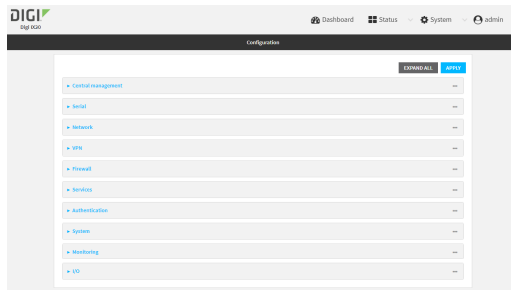 DIGI
Digi IX20
Dashboard
Status
System
admin
Configuration
EXPAND ALL
APPLY
Central management
Serial
Network
VPN
Firewall
Services
Authentication
System
Monitoring
I/O